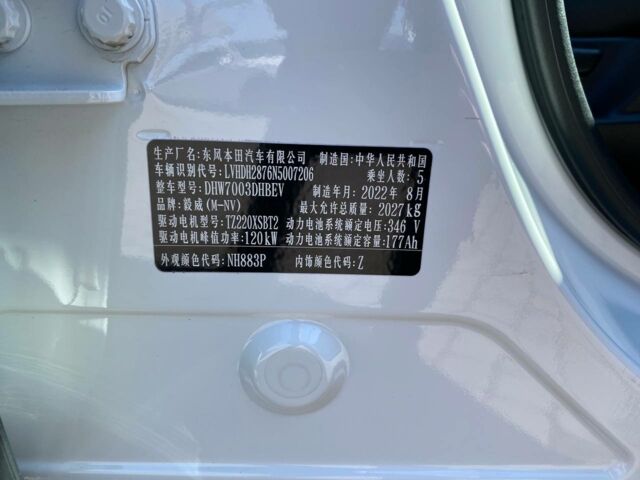 生产厂名:东风本田汽车有限公司 制造国:中华人民共和国
车辆识别代号:LVHDH2876N5007206 乘坐人数: 5
整车型号: DHW7003DHBEV 制造年月:2022年 8月
品牌:毅威(M-NV) 最大允许总质量:2027kg
驱动电机型号: TZ220XSBT2 动力电池系统额定电压:346 V
驱动电机峰值功率:120kW 动力电池系统额定容量:177Ah
外观颜色代码: NH883P 内饰颜色代码: Z